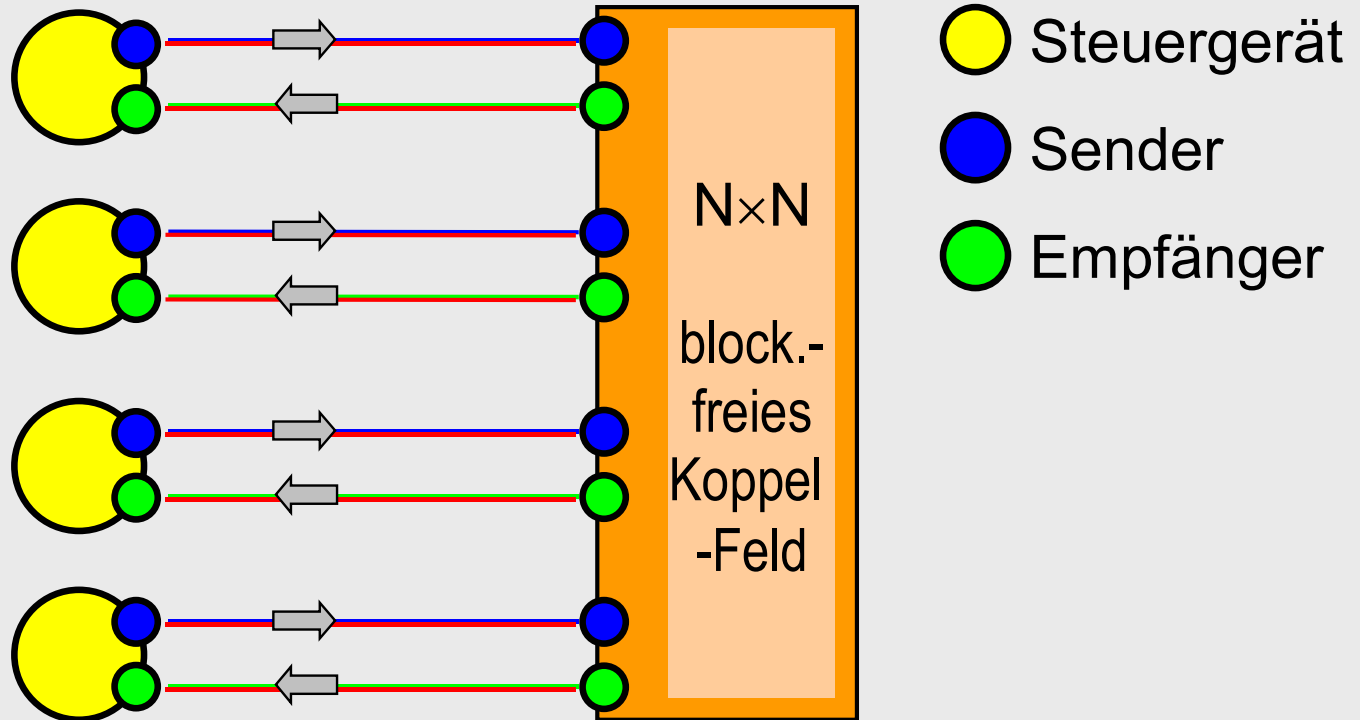 N×N
block.-
freies
Koppel
-Feld
Steuergerät
Sender
Empfänger